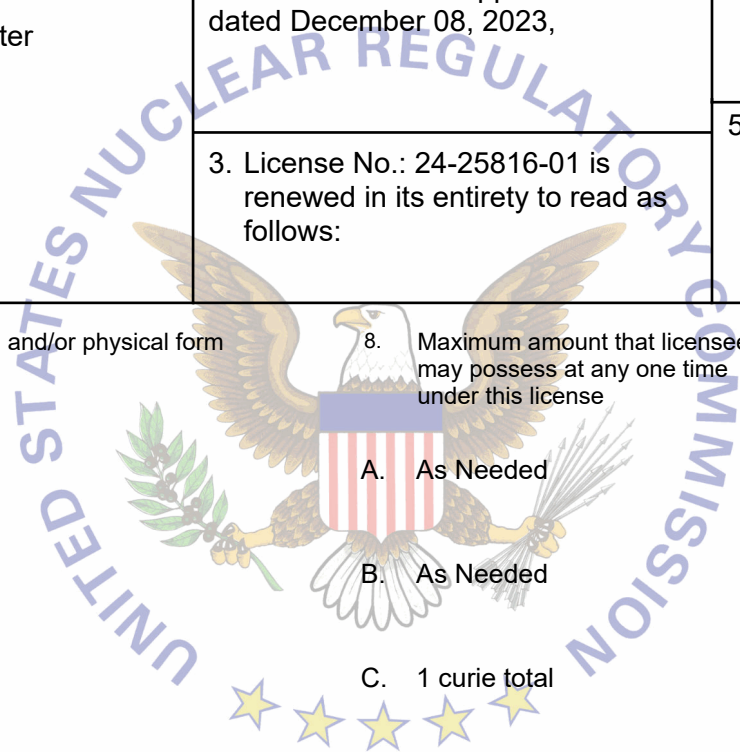 ter
dated December 08, 2023,
5
3. License No.: 24-25816-01 is
renewed in its entirety to read as
follows:
and/or physical form
8. Maximum amount that licensee
may possess at any one time
under this license
A. As Needed
B. As Needed
C. 1 curie total
UNITED STATES NUCLEAR REGULATORY COMMISSION